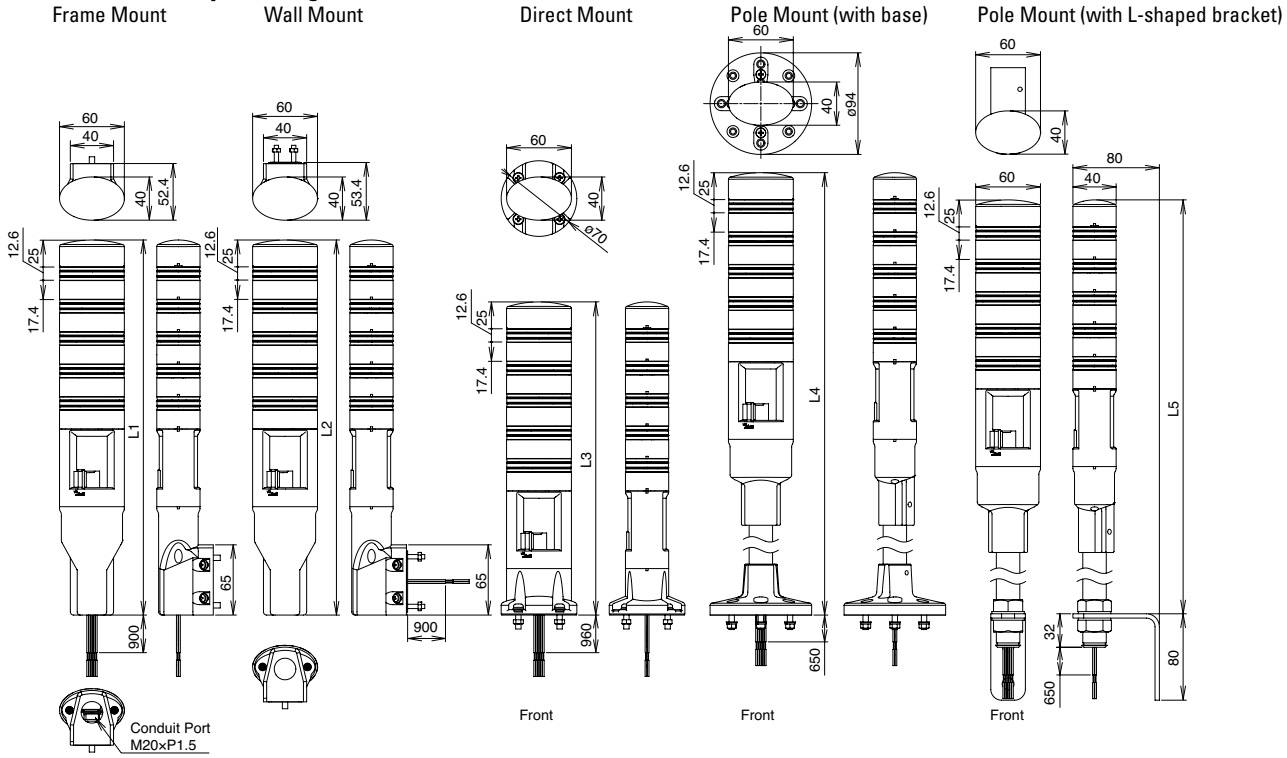 Frame Mount
Wall Mount
Direct Mount
Pole Mount (with base)
Pole Mount (with L-shaped bracket)
60
40
40
52.4
12.6
25
17.4
L1
65
900
Conduit Port
M20×P1.5
60
40
40
53.4
12.6
25
17.4
L2
65
900
60
40
ø70
12.6
25
17.4
L3
960
Front
60
40
ø94
12.6
25
17.4
L4
650
Front
60
40
80
60
40
12.6
25
17.4
L5
32
650
80
Front